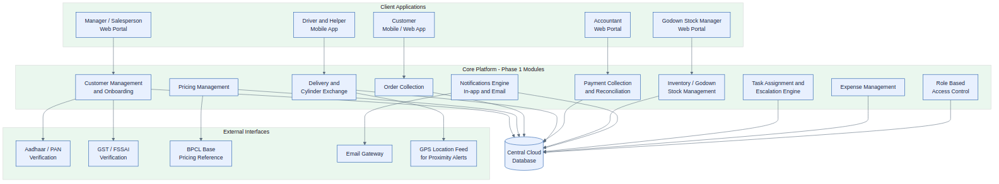 Client Applications
Manager / Salesperson
Web Portal
Driver and Helper
Mobile App
Customer
Mobile / Web App
Accountant
Web Portal
Godown Stock Manager
Web Portal
Core Platform - Phase 1 Modules
Customer Management
and Onboarding
Pricing Management
Delivery and
Cylinder Exchange
Order Collection
Notifications Engine
In-app and Email
Payment Collection
and Reconciliation
Inventory / Godown
Stock Management
Task Assignment and
Escalation Engine
Expense Management
Role Based
Access Control
External Interfaces
Aadhaar / PAN
Verification
GST / FSSAI
Verification
BPCL Base
Pricing Reference
Email Gateway
GPS Location Feed
for Proximity Alerts
Central Cloud
Database